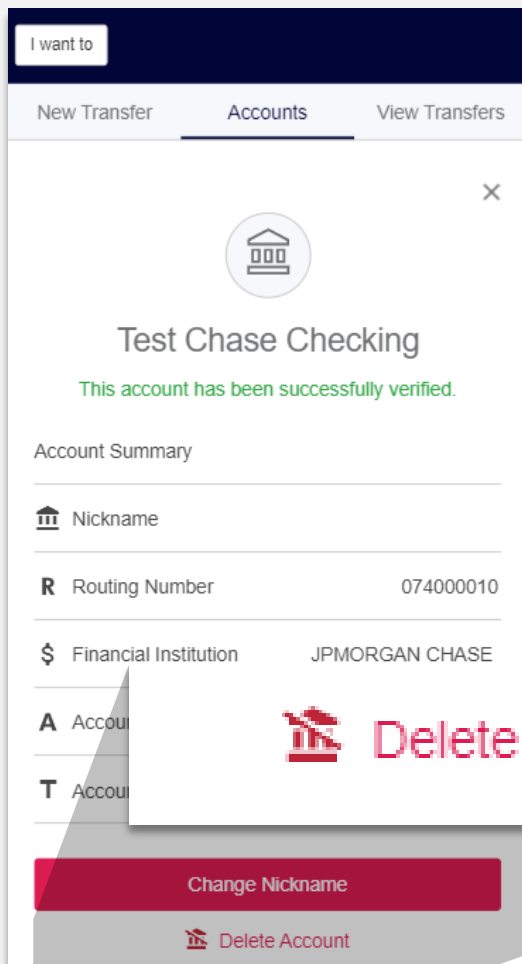 I want to
New Transfer Accounts View Transfers
Test Chase Checking
This account has been successfully verified.
Account Summary
Nickname
R Routing Number 074000010
$ Financial Institution JPMORGAN CHASE
A
T
Delete
Change Nickname
Delete Account